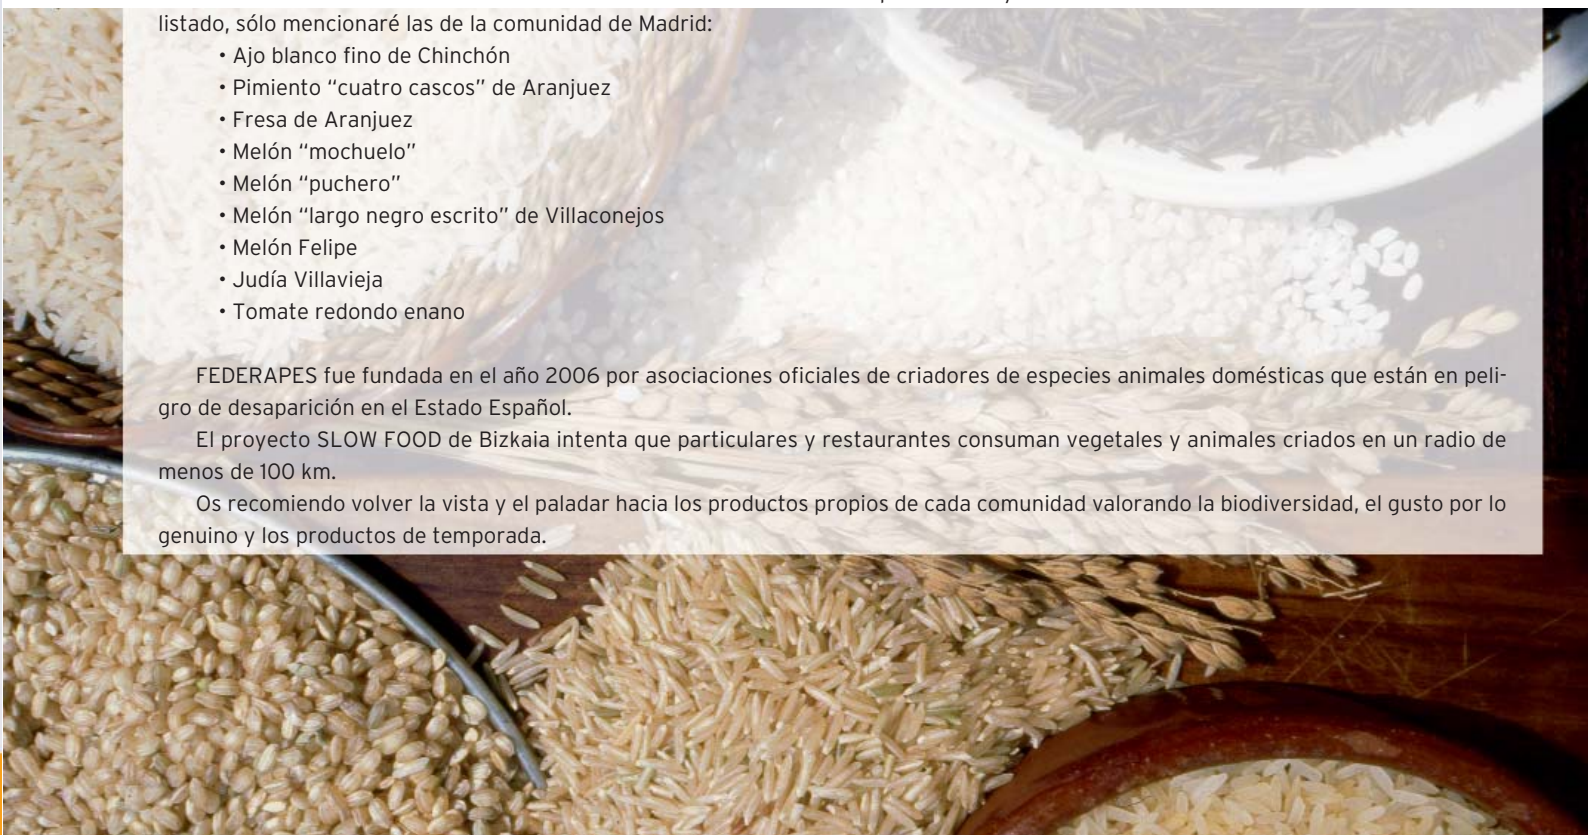 listado, sólo mencionaré las de la comunidad de Madrid:
• Ajo blanco fino de Chinchón
• Pimiento “cuatro cascos” de Aranjuez
• Fresa de Aranjuez
• Melón “mochuelo”
• Melón “puchero”
• Melón “largo negro escrito” de Villaconejos
• Melón Felipe
• Judía Villavieja
• Tomate redondo enano
FEDERAPES fue fundada en el año 2006 por asociaciones oficiales de criadores de especies animales domésticas que están en peli-
gro de desaparición en el Estado Español.
El proyecto SLOW FOOD de Bizkaia intenta que particulares y restaurantes consuman vegetales y animales criados en un radio de
menos de 100 km.
Os recomiendo volver la vista y el paladar hacia los productos propios de cada comunidad valorando la biodiversidad, el gusto por lo
genuino y los productos de temporada.